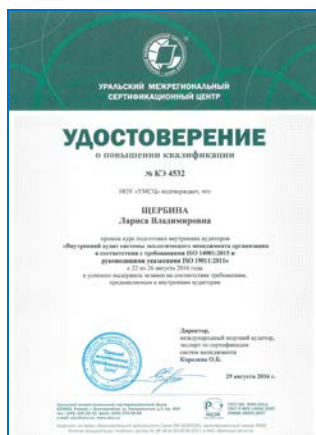 УРАЛЬСКИЙ МЕЖРЕГИОНАЛЬНЫЙ
СЕРТИФИКАЦИОННЫЙ ЦЕНТР
УДОСТОВЕРЕНИЕ
о повышении квалификации
№ КЭ 4532
НОУ «УМСЦ» подтверждает, что
ЩЕРБИНА
Лариса Владимировна
прошла курс подготовки внутренних аудиторов
«Внутренний аудит системы экологического менеджмента организации
в соответствии с требованиями ISO 14001:2015 и
руководящими указаниями ISO 19011:2011»
с 22 по 26 августа 2016 года
и успешно выдержала экзамен на соответствие требованиям,
предъявляемым к внутренним аудиторам
Директор,
международный ведущий аудитор,
эксперт по сертификации
систем менеджмента
Королева О.Б.
29 августа 2016 г.